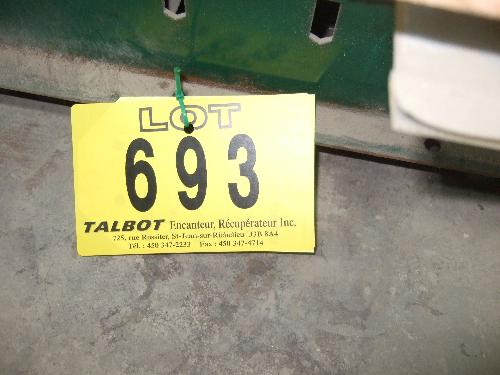 LOT
693
TALBOT Encanteur, Récupérateur Inc.
725, rue Rossiter, St-Jean-sur-Richelieu J3B 8A4
Tél. : 450 347-2233 Fax : 450 347-4714